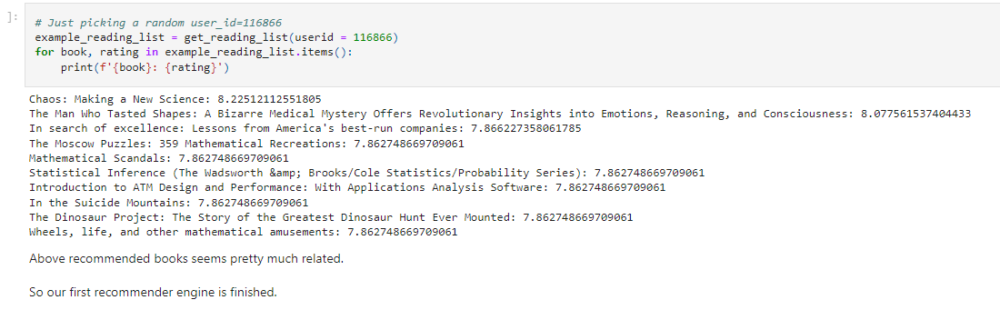 ]:
# Just picking a random user_id=116866
example_reading_list = get_reading_list(userid = 116866)
for book, rating in example_reading_list.items():
    print(f'{book}: {rating}')
Chaos: Making a New Science: 8.22512112551805
The Man Who Tasted Shapes: A Bizarre Medical Mystery Offers Revolutionary Insights into Emotions, Reasoning, and Consciousness: 8.077561537404433
In search of excellence: Lessons from America's best-run companies: 7.866227358061785
The Moscow Puzzles: 359 Mathematical Recreations: 7.862748669709061
Mathematical Scandals: 7.862748669709061
Statistical Inference (The Wadsworth &amp; Brooks/Cole Statistics/Probability Series): 7.862748669709061
Introduction to ATM Design and Performance: With Applications Analysis Software: 7.862748669709061
In the Suicide Mountains: 7.862748669709061
The Dinosaur Project: The Story of the Greatest Dinosaur Hunt Ever Mounted: 7.862748669709061
Wheels, life, and other mathematical amusements: 7.862748669709061
Above recommended books seems pretty much related.
So our first recommender engine is finished.